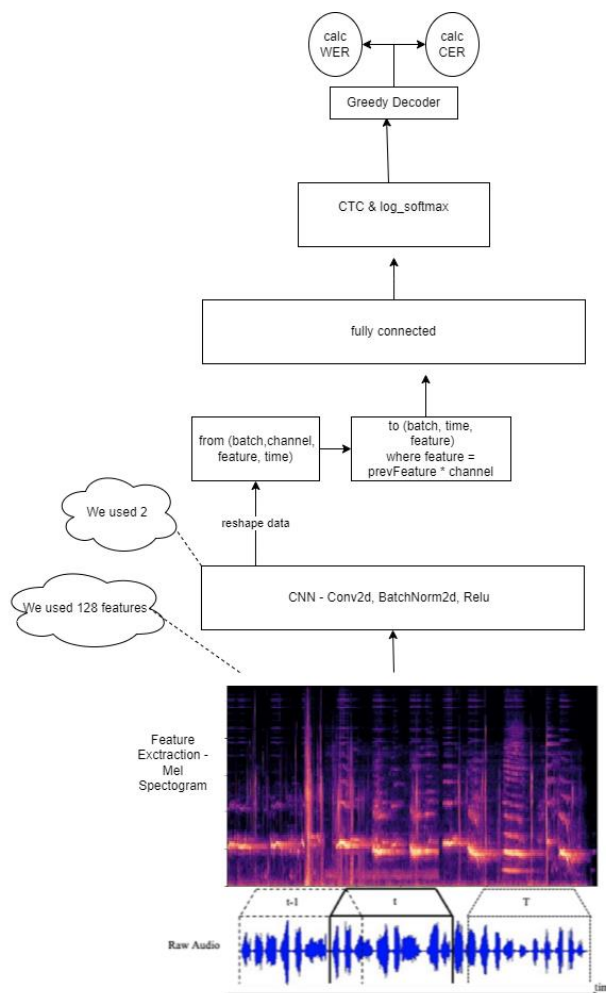 calc
WER
calc
CER
Greedy Decoder
CTC & log_softmax
fully connected
from (batch,channel,
feature, time)
to (batch, time,
feature)
where feature =
prevFeature * channel
We used 2
reshape data
CNN - Conv2d, BatchNorm2d, Relu
We used 128 features
Feature
Exctraction -
Mel
Spectogram
t-1
t
T
Raw Audio
tim